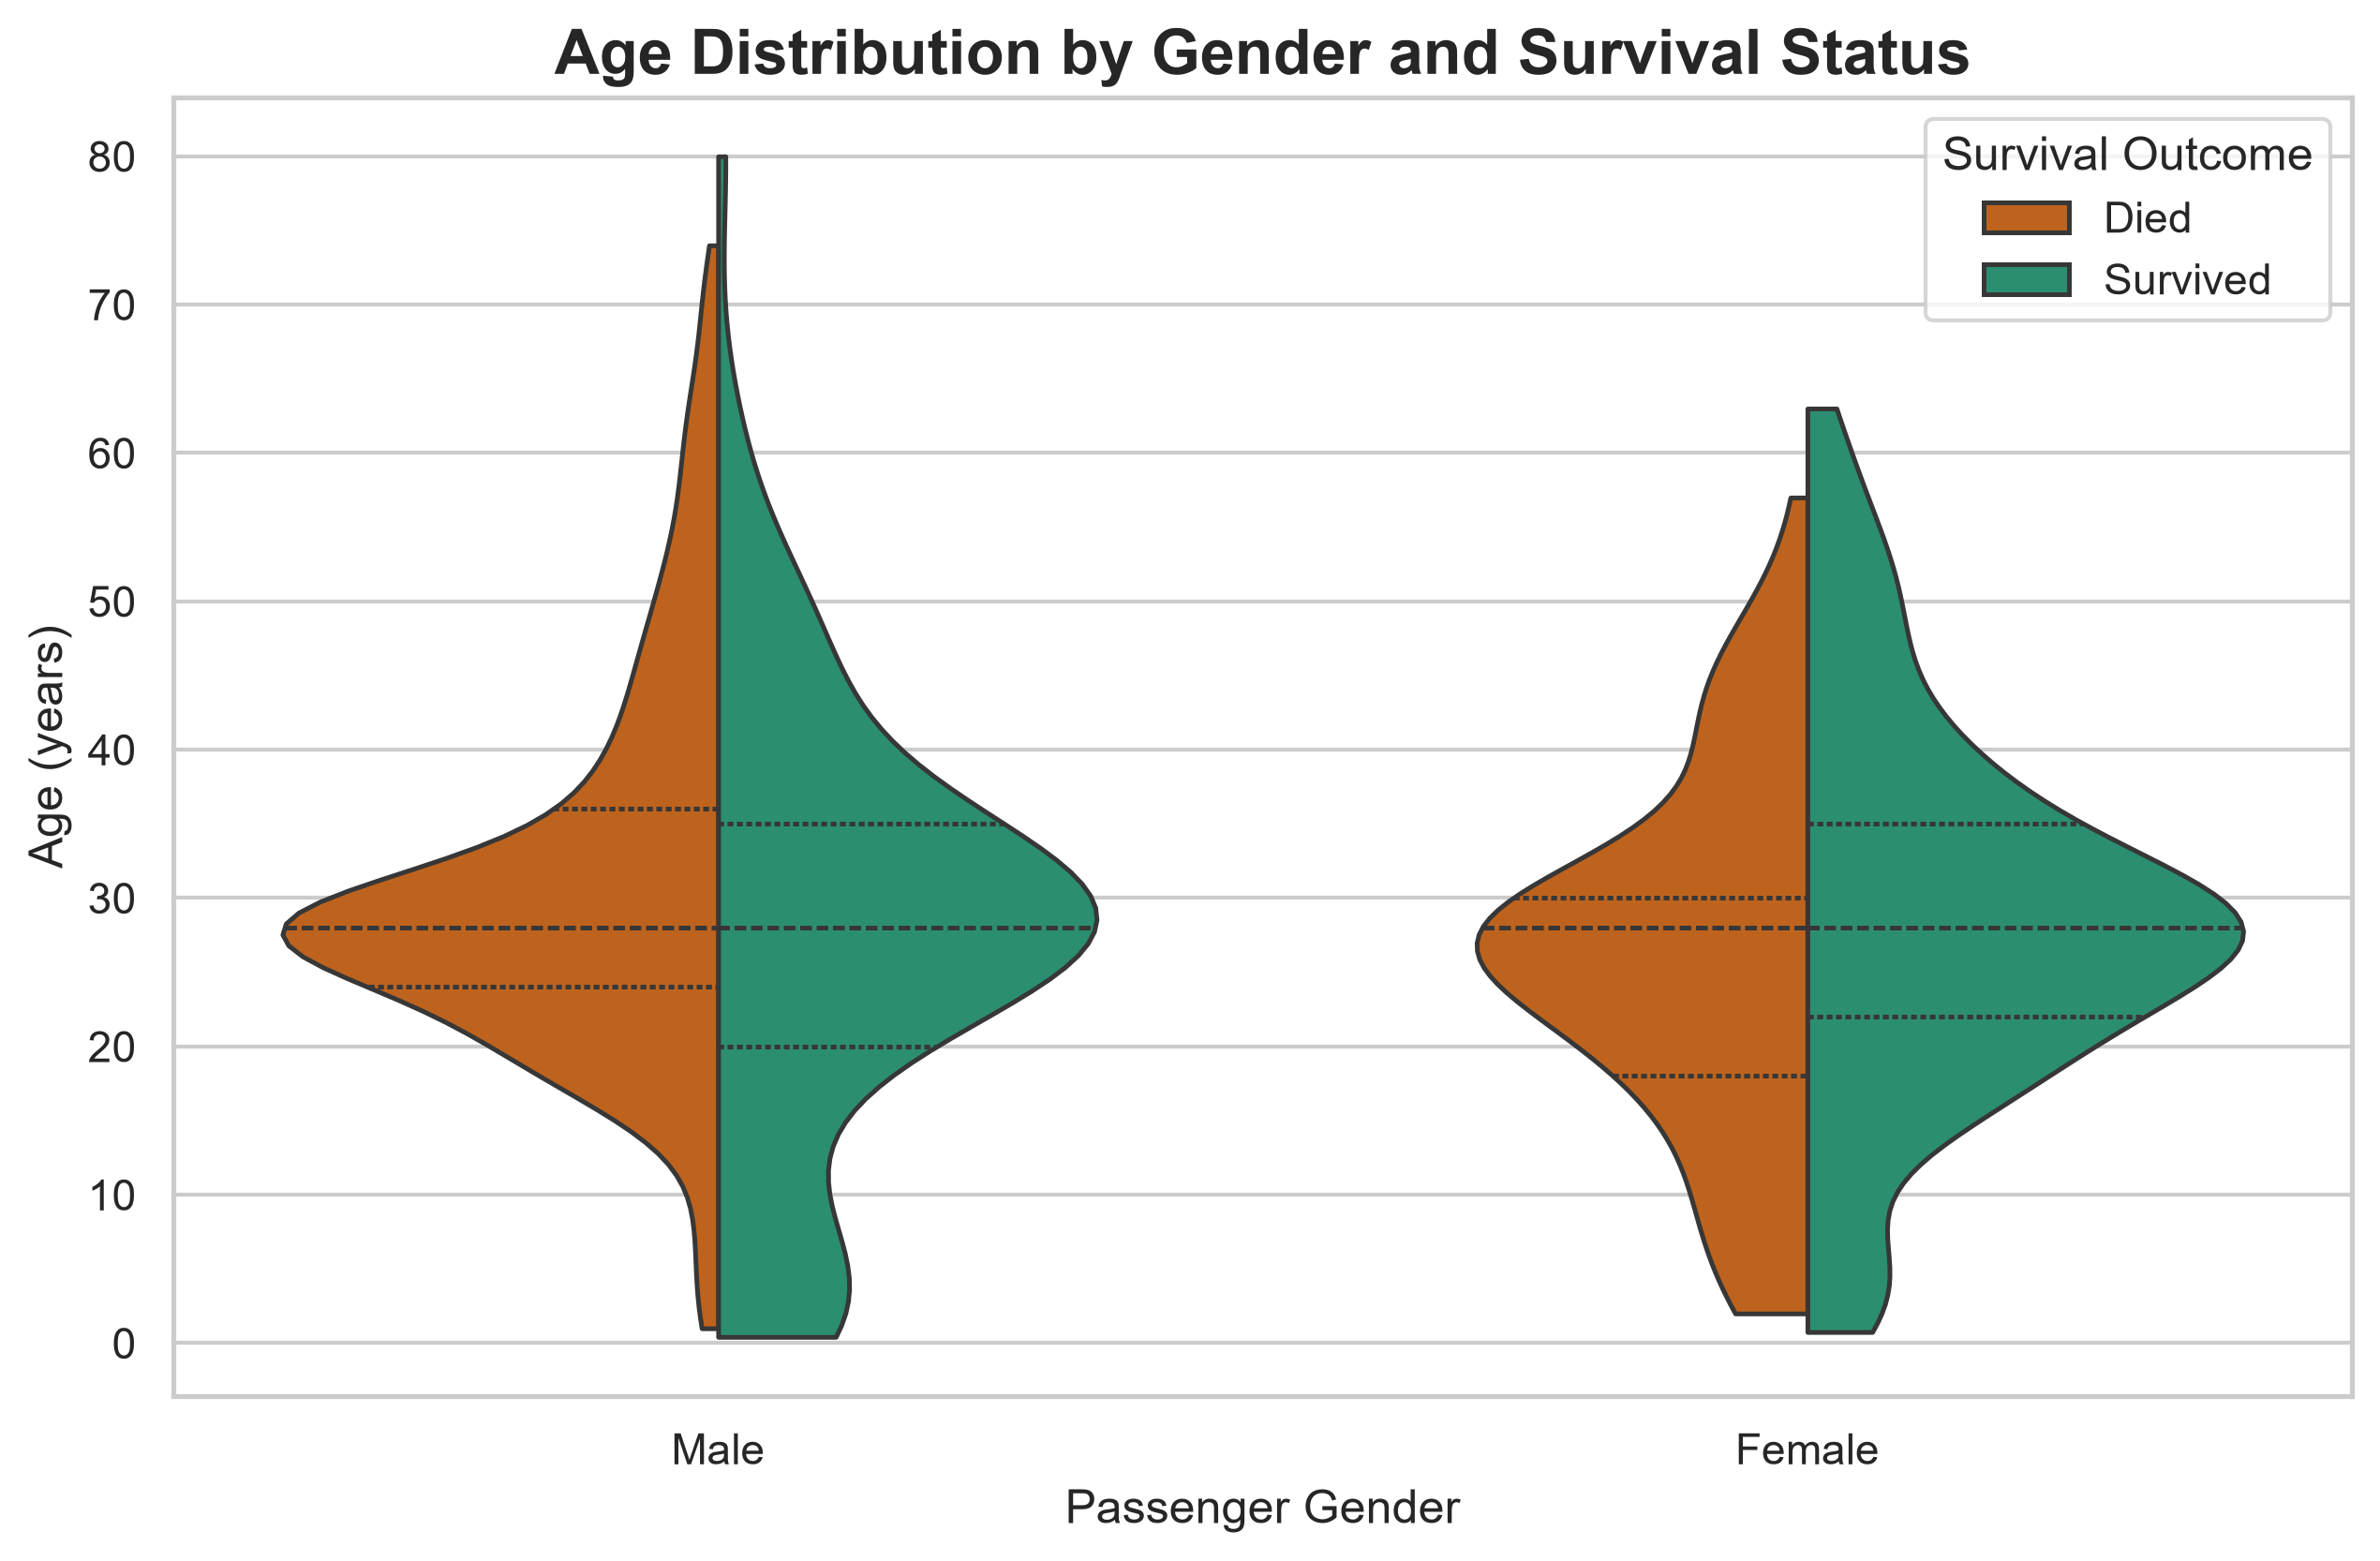 Age Distribution by Gender and Survival Status
Survival Outcome
Died
Survived
80
70
60
50
40
30
20
10
0
Age (years)
Male
Female
Passenger Gender